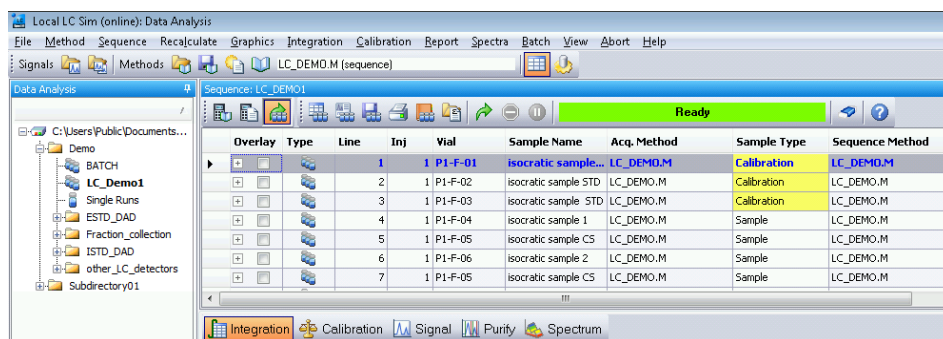 Local LC Sim (online): Data Analysis
File Method Sequence Recalculate Graphics Integration Calibration Report Spectra Batch View Abort Help
Signals Methods LC_DEMO.M (sequence)
Data Analysis
Sequence: LC_DEMO1
Ready
C:\Users\Public\Documents...
Demo
BATCH
LC_Demo1
Single Runs
ESTD_DAD
Fraction_collection
ISTD_DAD
other_LC_detectors
Subdirectory01
Overlay Type Line Inj Vial Sample Name Acq. Method Sample Type Sequence Method
1 1 P1-F-01 isocratic sample... LC_DEMO.M Calibration LC_DEMO.M
2 1 P1-F-02 isocratic sample STD LC_DEMO.M Calibration LC_DEMO.M
3 1 P1-F-03 isocratic sample STD LC_DEMO.M Calibration LC_DEMO.M
4 1 P1-F-04 isocratic sample 1 LC_DEMO.M Sample LC_DEMO.M
5 1 P1-F-05 isocratic sample CS LC_DEMO.M Sample LC_DEMO.M
6 1 P1-F-06 isocratic sample 2 LC_DEMO.M Sample LC_DEMO.M
7 1 P1-F-05 isocratic sample CS LC_DEMO.M Sample LC_DEMO.M
Integration Calibration Signal Purify Spectrum